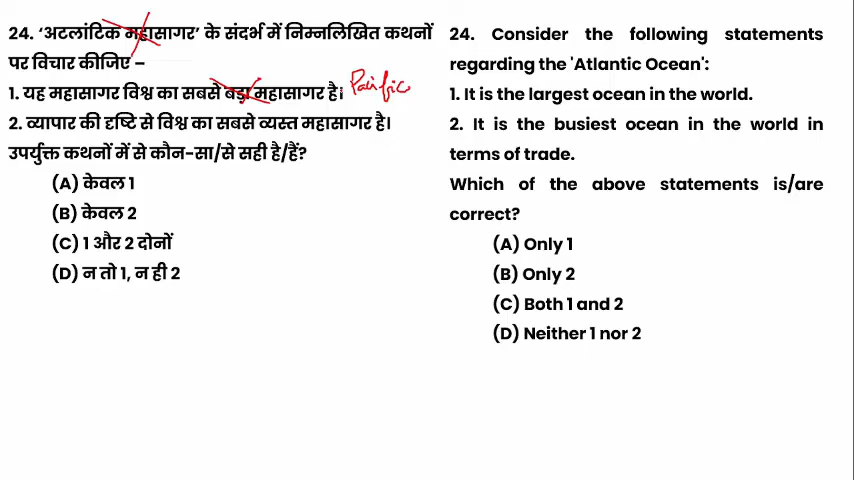 24. 'अटलांटिक महासागर' के संदर्भ में निम्नलिखित कथनों
पर विचार कीजिए –
1. यह महासागर विश्व का सबसे बड़ा महासागर है। Pacific
2. व्यापार की दृष्टि से विश्व का सबसे व्यस्त महासागर है।
उपर्युक्त कथनों में से कौन-सा/से सही है/हैं?
(A) केवल 1
(B) केवल 2
(C) 1 और 2 दोनों
(D) न तो 1, न ही 2
24. Consider the following statements
regarding the 'Atlantic Ocean':
1. It is the largest ocean in the world.
2. It is the busiest ocean in the world in
terms of trade.
Which of the above statements is/are
correct?
(A) Only 1
(B) Only 2
(C) Both 1 and 2
(D) Neither 1 nor 2